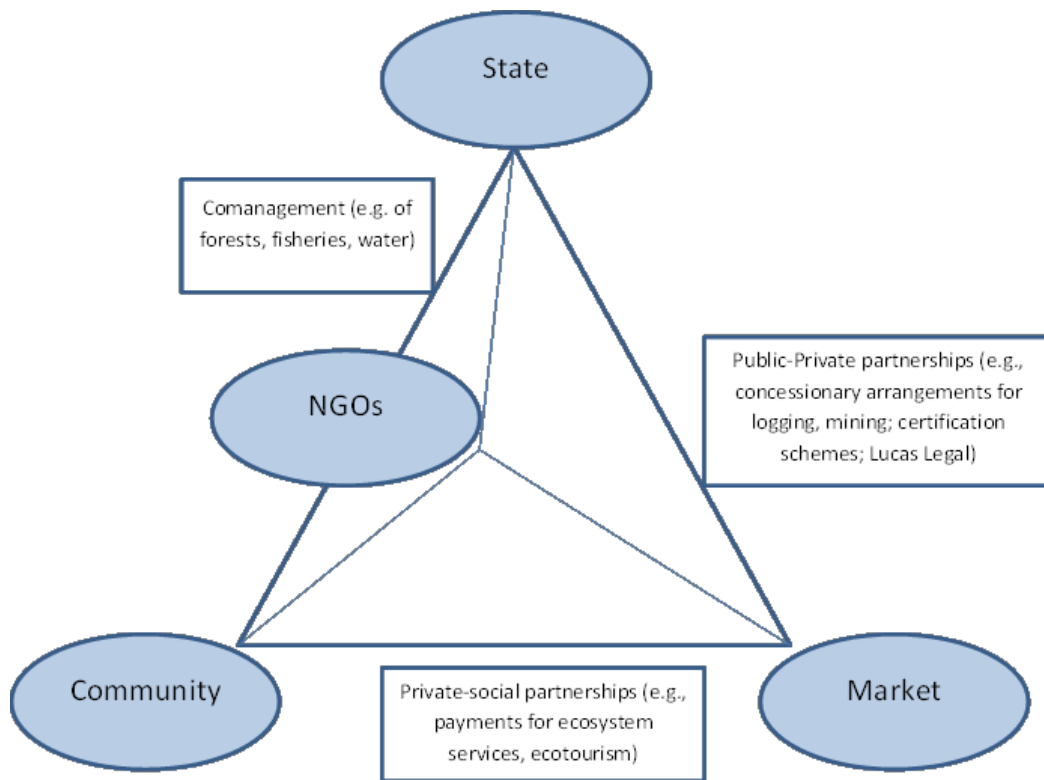 State
Comanagement (e.g. of
forests, fisheries, water)
NGOs
Public-Private partnerships (e.g.,
concessionary arrangements for
logging, mining; certification
schemes; Lucas Legal)
Community
Private-social partnerships (e.g.,
payments for ecosystem
services, ecotourism)
Market